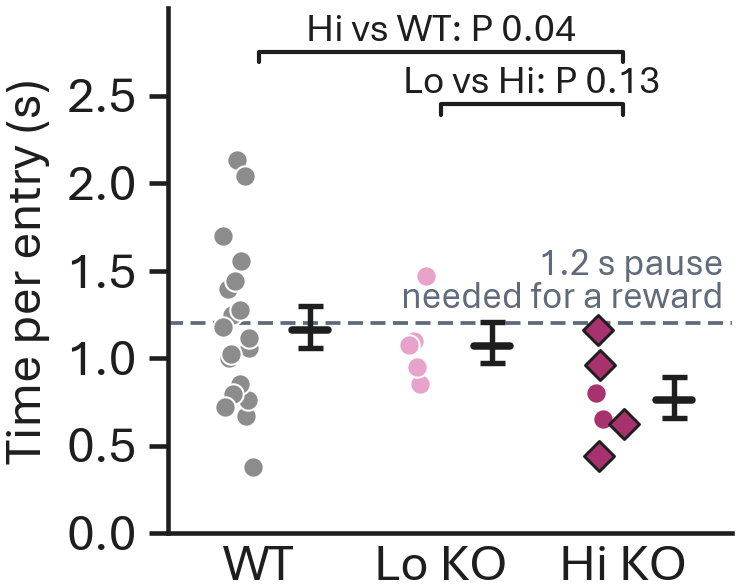 Hi vs WT: P 0.04
Lo vs Hi: P 0.13
Time per entry (s)
2.5
2.0
1.5
1.0
0.5
0.0
1.2 s pause
needed for a reward
WT
Lo KO
Hi KO